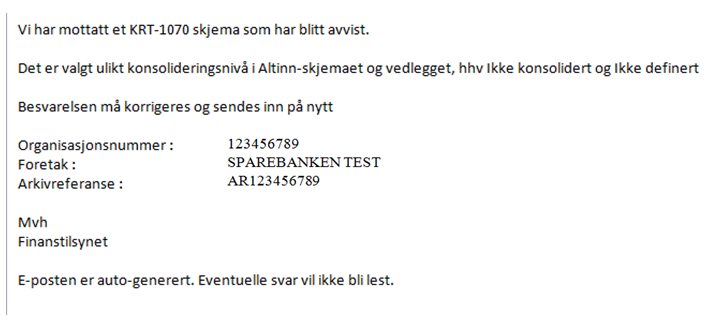 Vi har mottatt et KRT-1070 skjema som har blitt avvist.
Det er valgt ulikt konsolideringsnivå i Altinn-skjemaet og vedlegget, hhv Ikke konsolidert og Ikke definert
Besvarelsen må korrigeres og sendes inn på nytt
Organisasjonsnummer : 123456789
Foretak : SPAREBANKEN TEST
Arkivreferanse : AR123456789
Mvh
Finanstilsynet
E-posten er auto-generert. Eventuelle svar vil ikke bli lest.